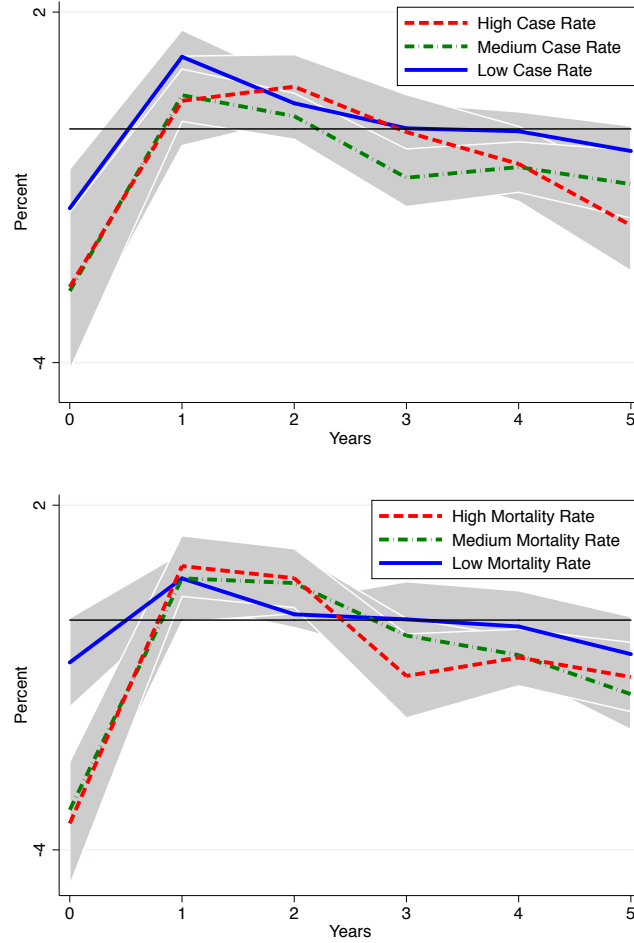 2
High Case Rate
Medium Case Rate
Low Case Rate
Percent
-4
0 1 2 3 4 5
Years
2
High Mortality Rate
Medium Mortality Rate
Low Mortality Rate
Percent
-4
0 1 2 3 4 5
Years